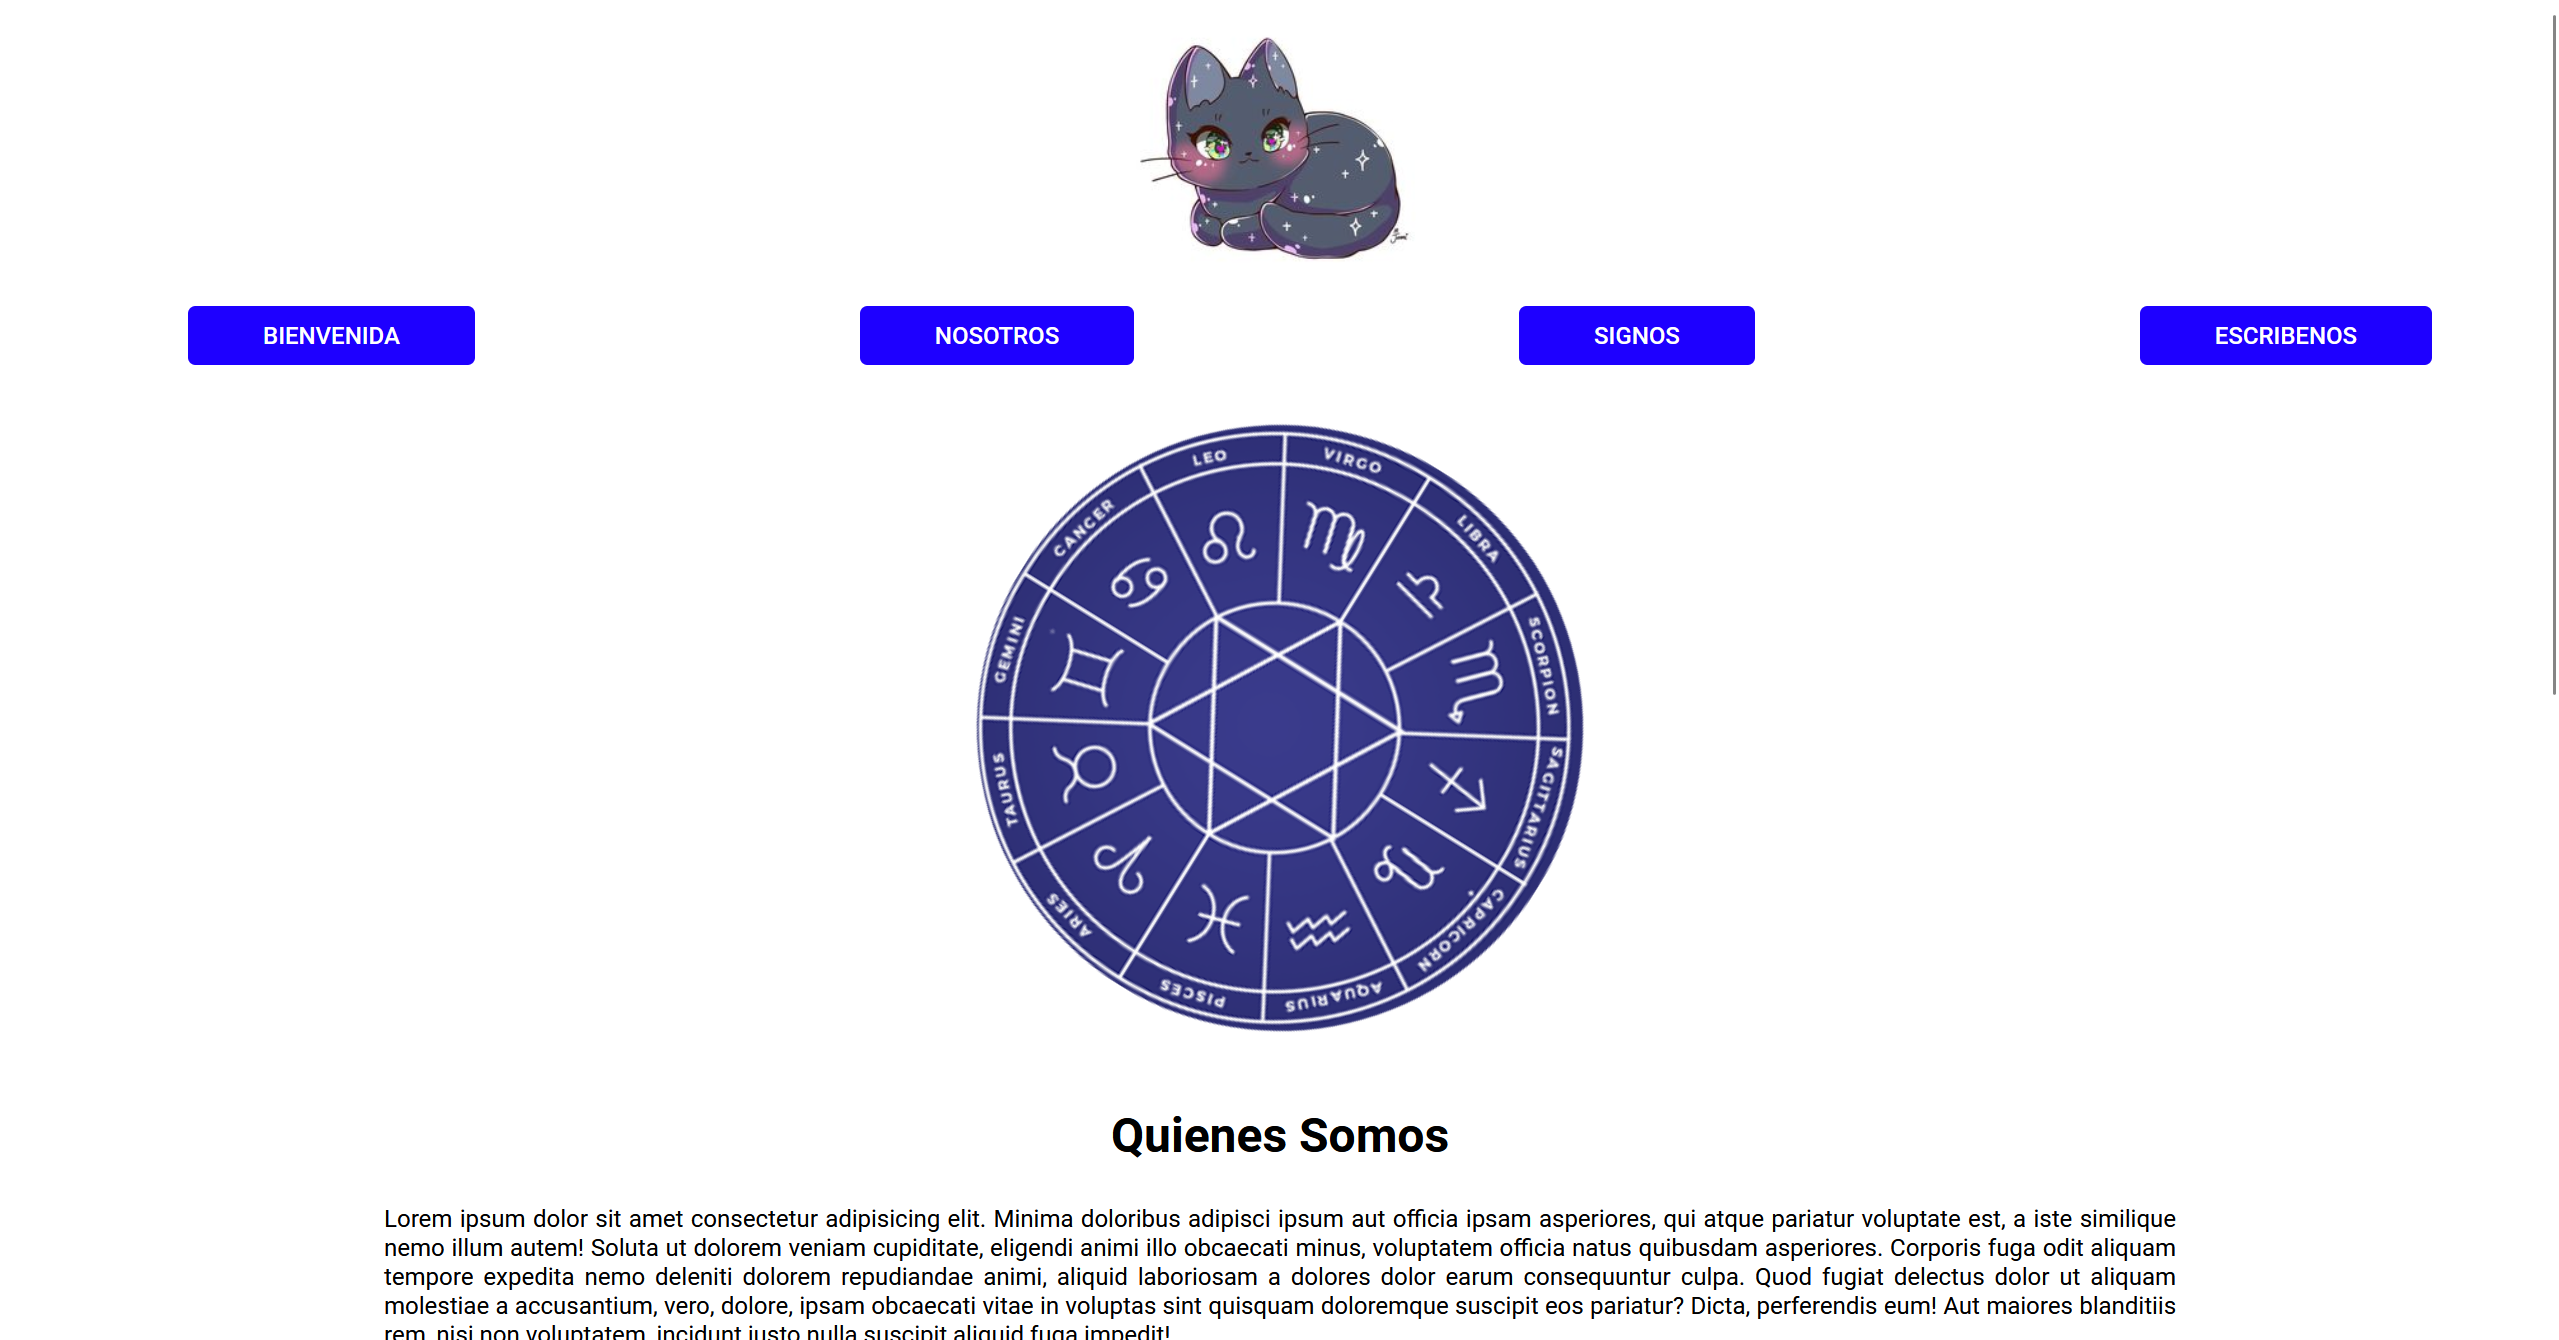 BIENVENIDA
NOSOTROS
SIGNOS
ESCRIBENOS
LEO
VIRGO
CANCER
LIBRA
GEMINI
SCORPION
TAURUS
SAGITTARIUS
ARIES
CAPRICORN
PISCES
AQUARIUS
Quienes Somos
Lorem ipsum dolor sit amet consectetur adipisicing elit. Minima doloribus adipisci ipsum aut officia ipsam asperiores, qui atque pariatur voluptate est, a iste similique
nemo illum autem! Soluta ut dolorem veniam cupiditate, eligendi animi illo obcaecati minus, voluptatem officia natus quibusdam asperiores. Corporis fuga odit aliquam
tempore expedita nemo deleniti dolorem repudiandae animi, aliquid laboriosam a dolores dolor earum consequuntur culpa. Quod fugiat delectus dolor ut aliquam
molestiae a accusantium, vero, dolore, ipsam obcaecati vitae in voluptas sint quisquam doloremque suscipit eos pariatur? Dicta, perferendis eum! Aut maiores blanditiis
rem, nisi non voluptatem, incidunt iusto nulla suscipit aliquid fuga impedit!